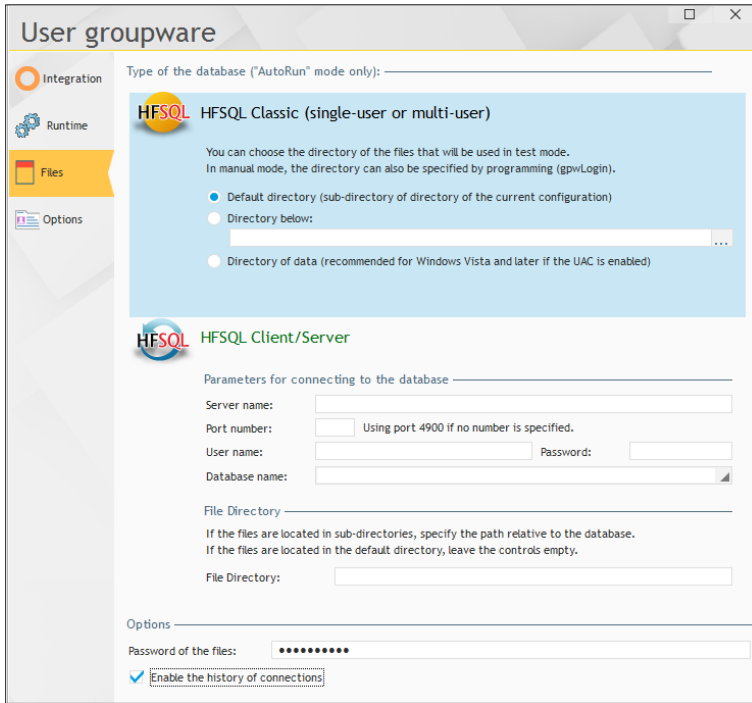 User groupware
Integration
Runtime
Files
Options
Type of the database ("AutoRun" mode only):
HFSQL
HFSQL Classic (single-user or multi-user)
You can choose the directory of the files that will be used in test mode.
In manual mode, the directory can also be specified by programming (gpwLogin).
Default directory (sub-directory of directory of the current configuration)
Directory below:
...
Directory of data (recommended for Windows Vista and later if the UAC is enabled)
HFSQL
HFSQL Client/Server
Parameters for connecting to the database
Server name:
Port number: Using port 4900 if no number is specified.
User name: Password:
Database name:
File Directory
If the files are located in sub-directories, specify the path relative to the database.
If the files are located in the default directory, leave the controls empty.
File Directory:
Options
Password of the files: ••••••••••
Enable the history of connections